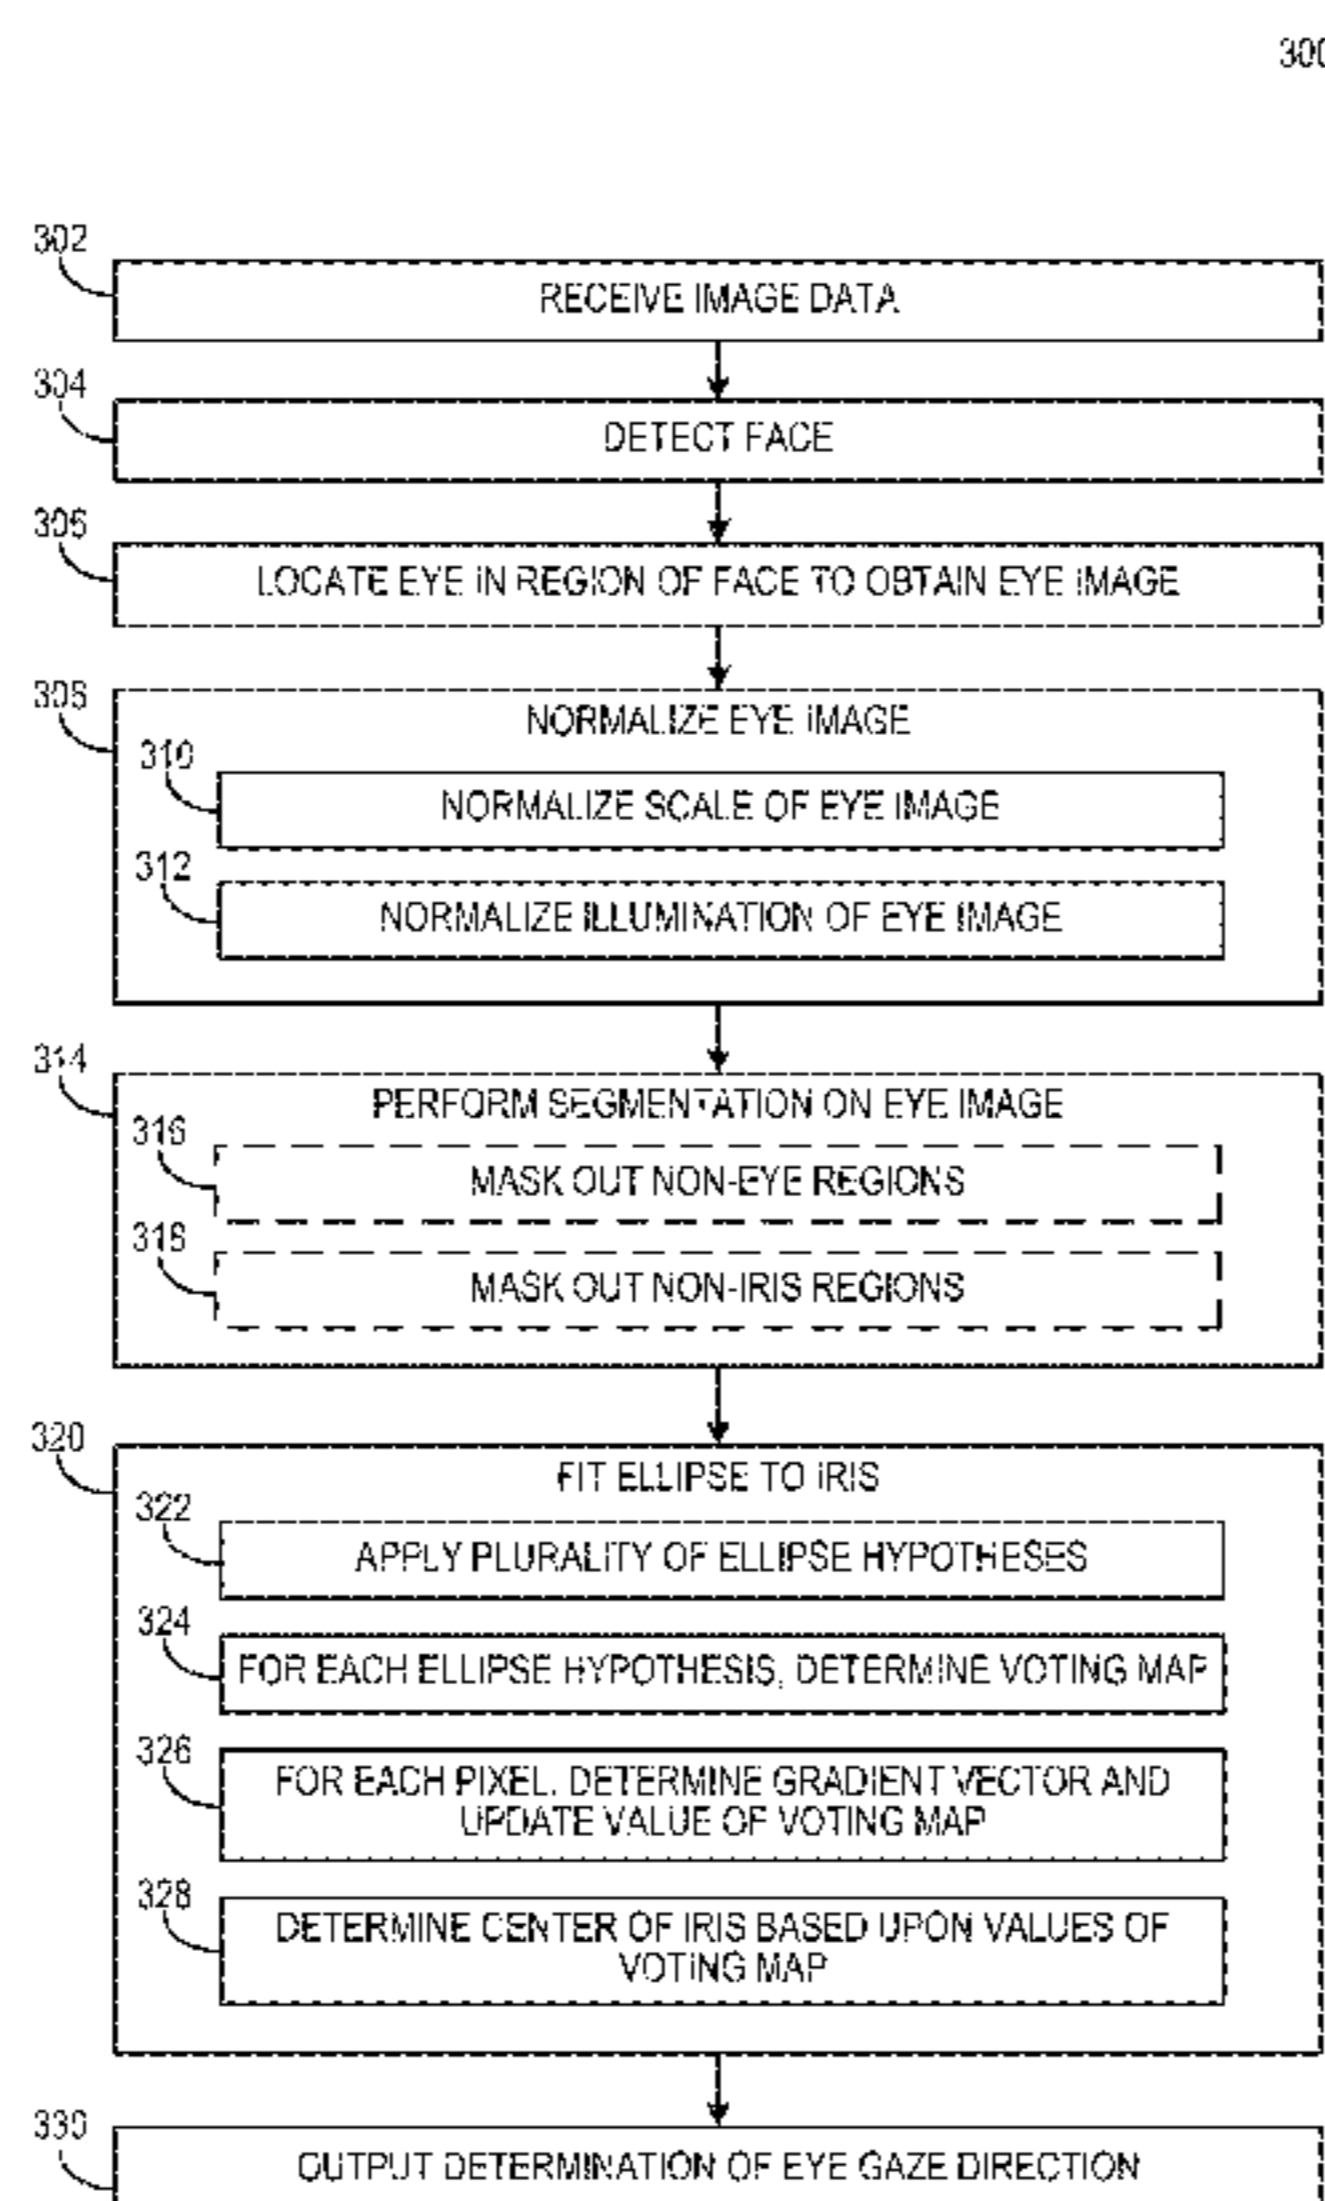 300
302
RECEIVE IMAGE DATA
304
DETECT FACE
306
LOCATE EYE IN REGION OF FACE TO OBTAIN EYE IMAGE
308
NORMALIZE EYE IMAGE
310
NORMALIZE SCALE OF EYE IMAGE
312
NORMALIZE ILLUMINATION OF EYE IMAGE
314
PERFORM SEGMENTATION ON EYE IMAGE
316
MASK OUT NON-EYE REGIONS
318
MASK OUT NON-IRIS REGIONS
320
FIT ELLIPSE TO IRIS
322
APPLY PLURALITY OF ELLIPSE HYPOTHESES
324
FOR EACH ELLIPSE HYPOTHESIS, DETERMINE VOTING MAP
326
FOR EACH PIXEL, DETERMINE GRADIENT VECTOR AND
UPDATE VALUE OF VOTING MAP
328
DETERMINE CENTER OF IRIS BASED UPON VALUES OF
VOTING MAP
330
OUTPUT DETERMINATION OF EYE GAZE DIRECTION